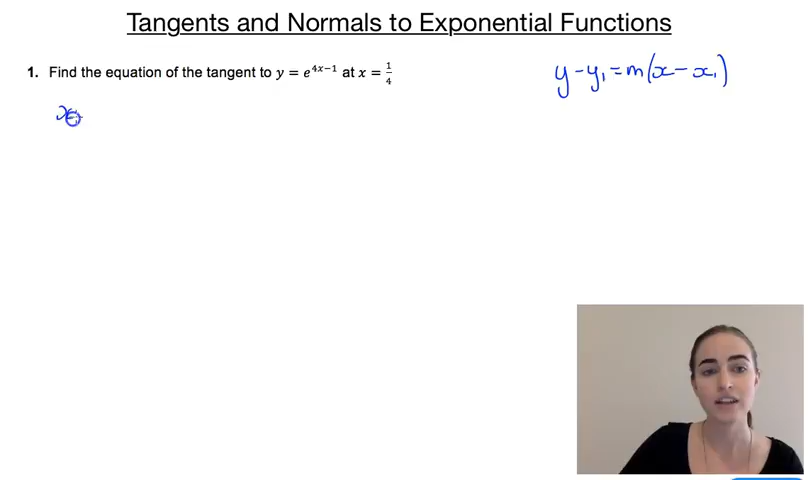 Tangents and Normals to Exponential Functions
1. Find the equation of the tangent to y = e^{4x−1} at x = 1/4
y − y₁ = m(x − x₁)
x